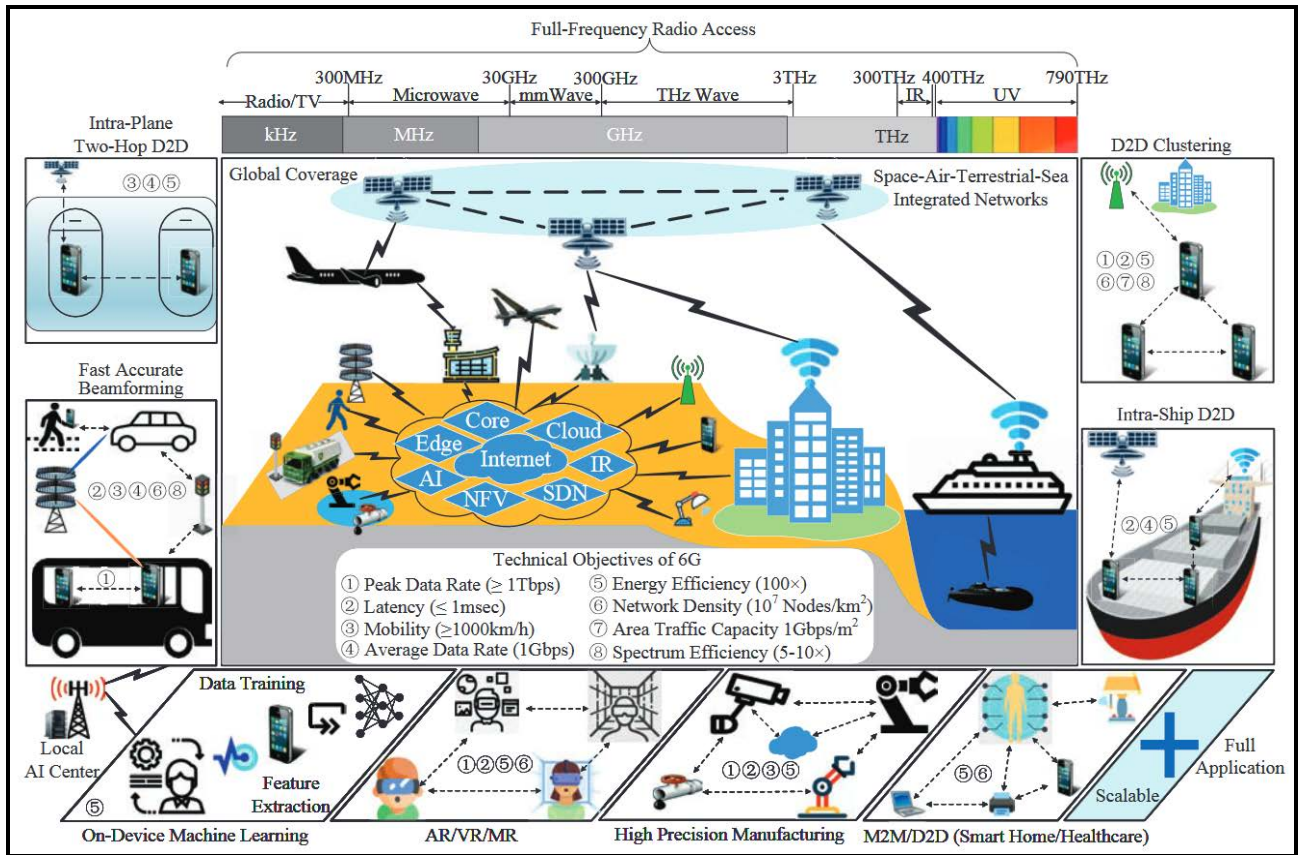 Full-Frequency Radio Access
300MHz 30GHz 300GHz 3THz 300THz 400THz 790THz
Radio/TV Microwave mmWave THz Wave IR UV
kHz MHz GHz THz
Intra-Plane
Two-Hop D2D
③④⑤
Global Coverage
Space-Air-Terrestrial-Sea
Integrated Networks
D2D Clustering
①②⑤
⑥⑦⑧
Fast Accurate
Beamforming
②③④⑥⑧
①
Core
Edge
Cloud
Internet
AI
IR
NFV
SDN
Intra-Ship D2D
②④⑤
Technical Objectives of 6G
① Peak Data Rate (≥ 1Tbps)
② Latency (≤ 1msec)
③ Mobility (≥1000km/h)
④ Average Data Rate (1Gbps)
⑤ Energy Efficiency (100×)
⑥ Network Density (10⁷ Nodes/km²)
⑦ Area Traffic Capacity 1Gbps/m²
⑧ Spectrum Efficiency (5-10×)
Local
AI Center
Data Training
Feature
Extraction
⑤
On-Device Machine Learning
①②⑤⑥
AR/VR/MR
①②③⑤
High Precision Manufacturing
⑤⑥
M2M/D2D (Smart Home/Healthcare)
Scalable
Full
Application